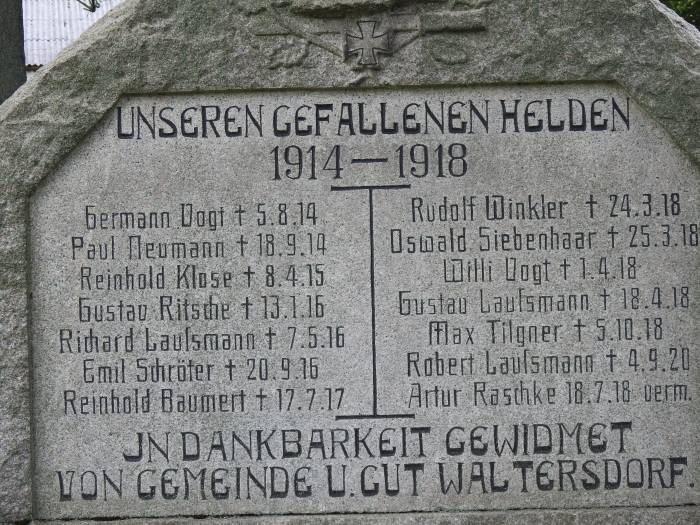 UNSEREN GEFALLENEN HELDEN
1914—1918
Germann Vogt † 5.8.14
Paul Neumann † 18.9.14
Reinhold Klose † 8.4.15
Gustav Ritsche † 13.1.16
Richard Laufsmann † 7.5.16
Emil Schröter † 20.9.16
Reinhold Baumert † 17.7.17
Rudolf Winkler † 24.3.18
Oswald Siebenhaar † 25.3.18
Willi Vogt † 1.4.18
Gustav Laufsmann † 18.4.18
Max Tilgner † 5.10.18
Robert Laufsmann † 4.9.20
Artur Raschke 18.7.18 verm.
JN DANKBARKEIT GEWIDMET
VON GEMEINDE U. GUT WALTERSDORF.